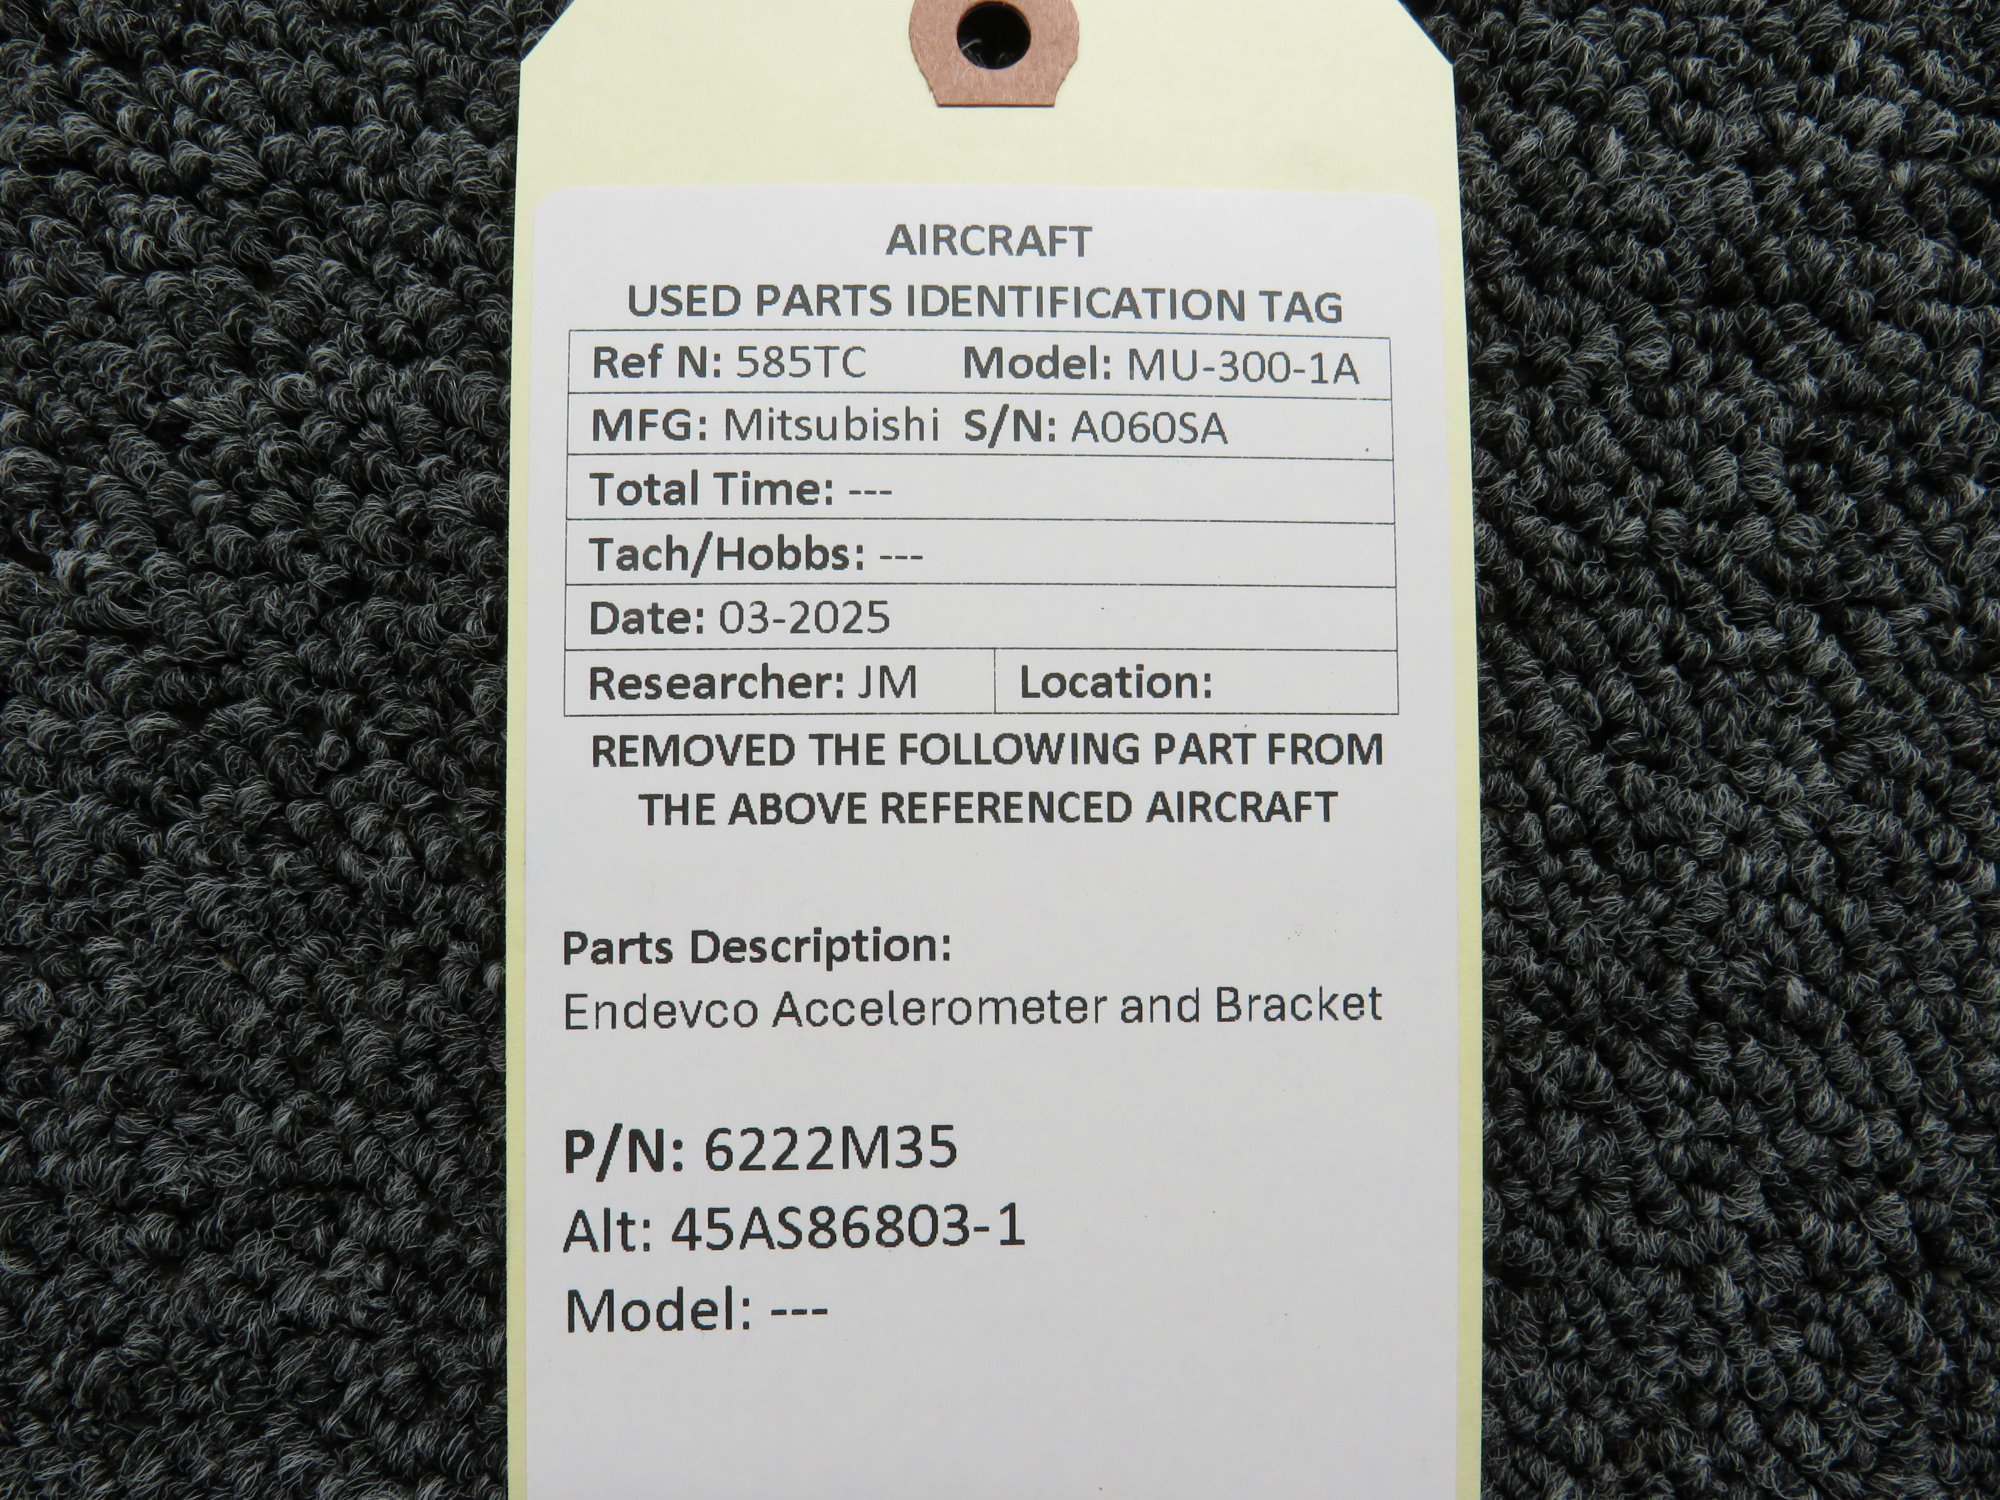 AIRCRAFT
USED PARTS IDENTIFICATION TAG
Ref N: 585TC Model: MU-300-1A
MFG: Mitsubishi S/N: A060SA
Total Time: ---
Tach/Hobbs: ---
Date: 03-2025
Researcher: JM Location:
REMOVED THE FOLLOWING PART FROM
THE ABOVE REFERENCED AIRCRAFT
Parts Description:
Endevco Accelerometer and Bracket
P/N: 6222M35
Alt: 45AS86803-1
Model: ---